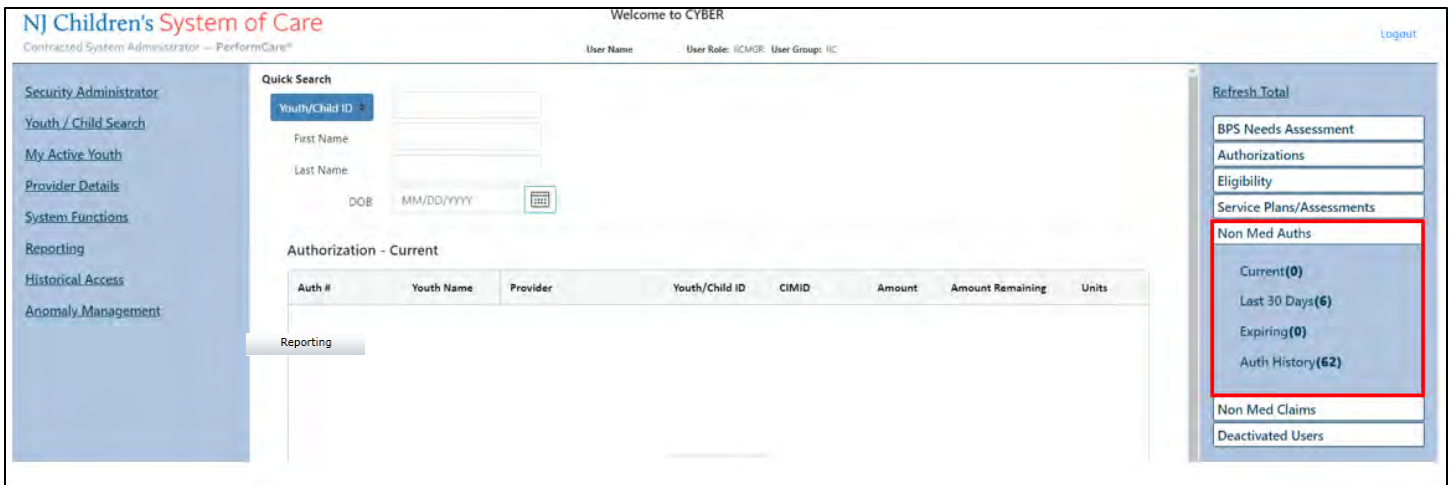 NJ Children's System of Care
Contracted System Administrator — PerformCare®
Welcome to CYBER
User Name User Role: IICMGR User Group: IIC
Logout
Security Administrator
Youth / Child Search
My Active Youth
Provider Details
System Functions
Reporting
Historical Access
Anomaly Management
Quick Search
Youth/Child ID
First Name
Last Name
DOB MM/DD/YYYY
Authorization - Current
Auth # Youth Name Provider Youth/Child ID CIMID Amount Amount Remaining Units
Reporting
Refresh Total
BPS Needs Assessment
Authorizations
Eligibility
Service Plans/Assessments
Non Med Auths
Current(0)
Last 30 Days(6)
Expiring(0)
Auth History(62)
Non Med Claims
Deactivated Users